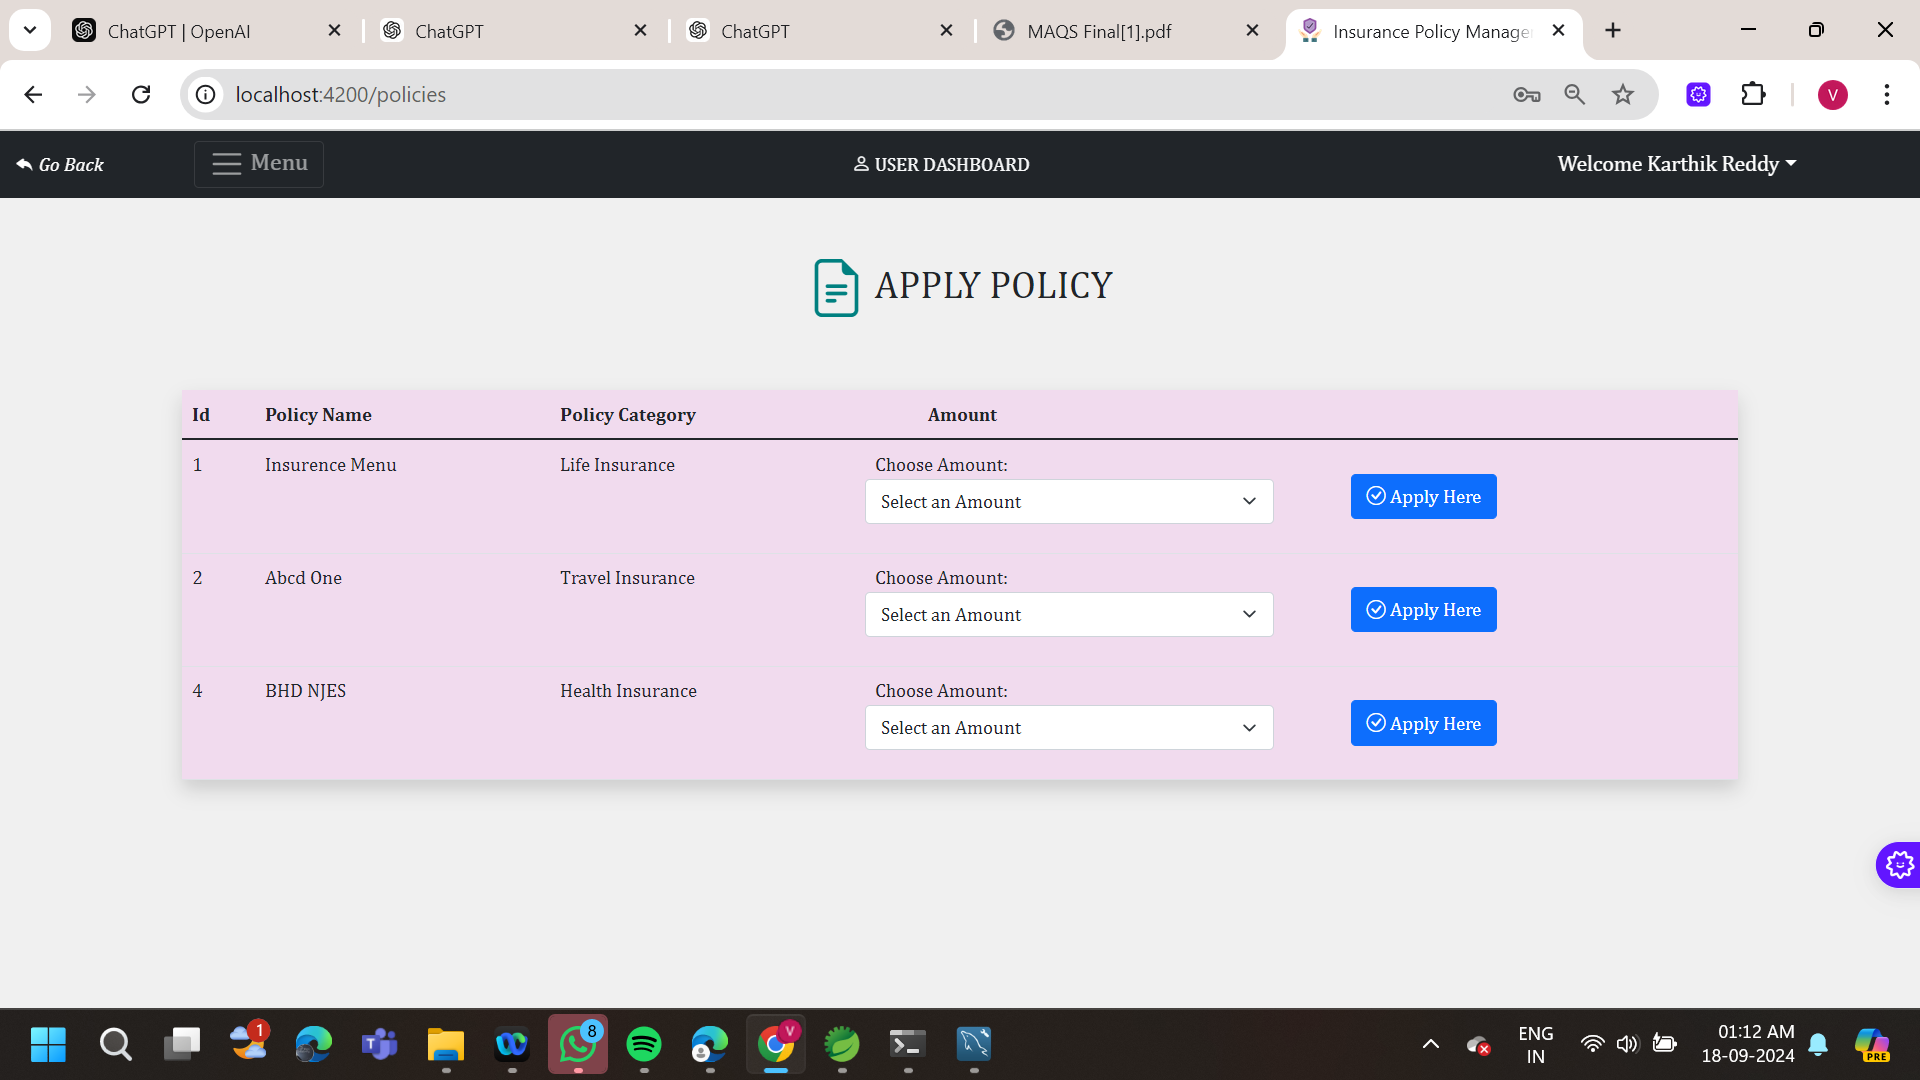 ChatGPT | OpenAI
ChatGPT
ChatGPT
MAQS Final[1].pdf
Insurance Policy Manage
localhost:4200/policies
V
Go Back
Menu
USER DASHBOARD
Welcome Karthik Reddy
APPLY POLICY
Id Policy Name Policy Category Amount
1 Insurence Menu Life Insurance Choose Amount:
Select an Amount
Apply Here
2 Abcd One Travel Insurance Choose Amount:
Select an Amount
Apply Here
4 BHD NJES Health Insurance Choose Amount:
Select an Amount
Apply Here
1
8
V
ENG
IN
01:12 AM
18-09-2024
PRE